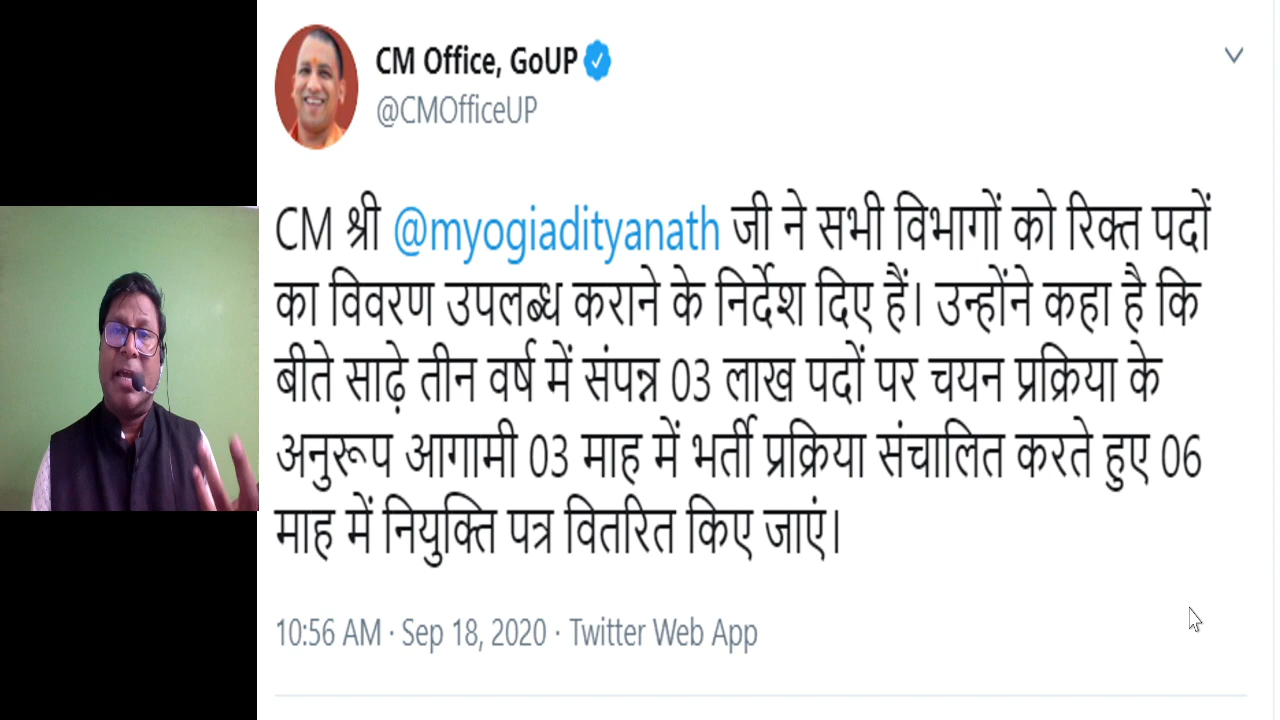 CM Office, GoUP
@CMOfficeUP
CM श्री @myogiadityanath जी ने सभी विभागों को रिक्त पदों
का विवरण उपलब्ध कराने के निर्देश दिए हैं। उन्होंने कहा है कि
बीते साढ़े तीन वर्ष में संपन्न 03 लाख पदों पर चयन प्रक्रिया के
अनुरूप आगामी 03 माह में भर्ती प्रक्रिया संचालित करते हुए 06
माह में नियुक्ति पत्र वितरित किए जाएं।
10:56 AM · Sep 18, 2020 · Twitter Web App